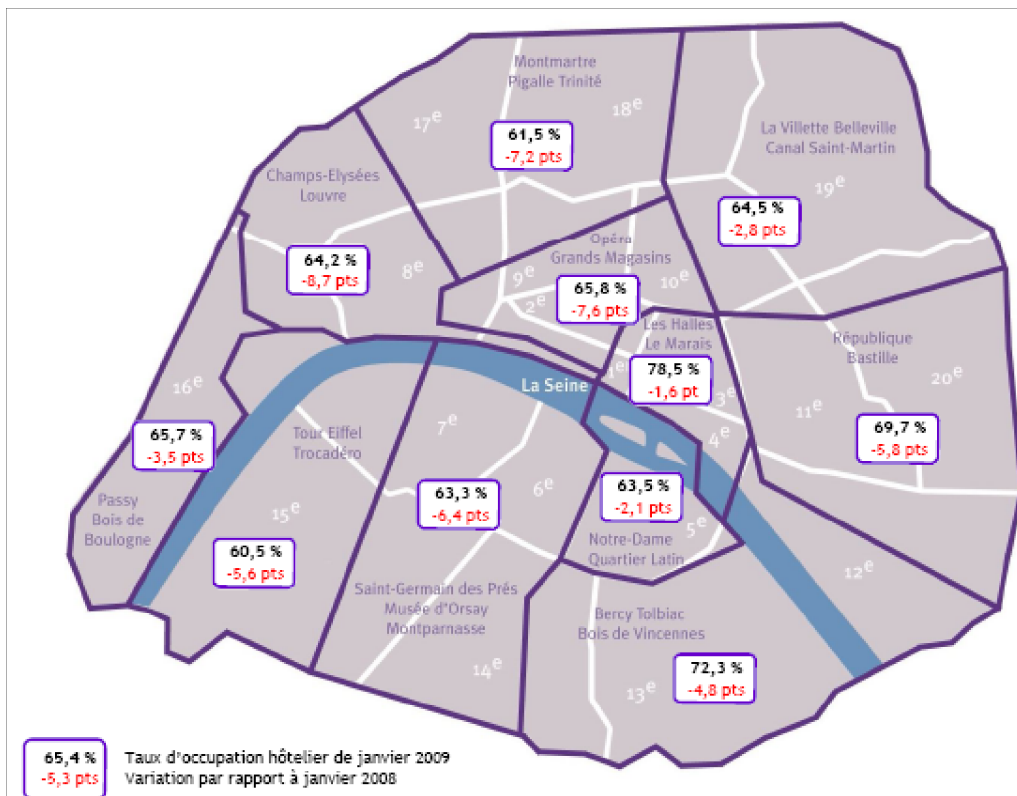 Montmartre
Pigalle Trinité
17e
18e
61,5 %
-7,2 pts
La Villette Belleville
Canal Saint-Martin
19e
64,5 %
-2,8 pts
Champs-Elysées
Louvre
64,2 %
-8,7 pts
8e
Opéra
Grands Magasins
9e
2e
10e
65,8 %
-7,6 pts
Les Halles
Le Marais
1er
78,5 %
-1,6 pt
3e
4e
République
Bastille
20e
11e
69,7 %
-5,8 pts
La Seine
16e
65,7 %
-3,5 pts
Passy
Bois de
Boulogne
Tour Eiffel
Trocadéro
15e
60,5 %
-5,6 pts
7e
63,3 %
-6,4 pts
6e
Saint-Germain des Prés
Musée d'Orsay
Montparnasse
14e
63,5 %
-2,1 pts
5e
Notre-Dame
Quartier Latin
12e
Bercy Tolbiac
Bois de Vincennes
13e
72,3 %
-4,8 pts
65,4 %
-5,3 pts
Taux d'occupation hôtelier de janvier 2009
Variation par rapport à janvier 2008